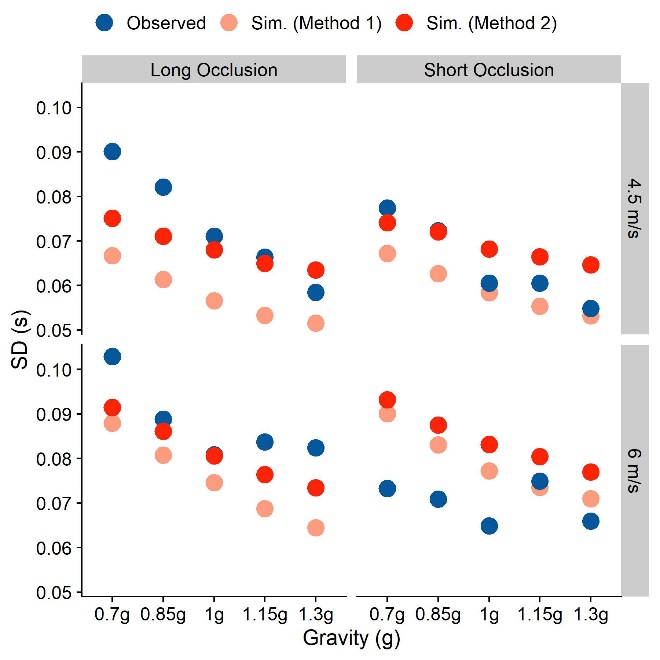 Observed Sim. (Method 1) Sim. (Method 2)
Long Occlusion Short Occlusion
0.10
0.09
0.08
0.07
0.06
0.05
4.5 m/s
SD (s)
0.10
0.09
0.08
0.07
0.06
0.05
6 m/s
0.7g 0.85g 1g 1.15g 1.3g 0.7g 0.85g 1g 1.15g 1.3g
Gravity (g)